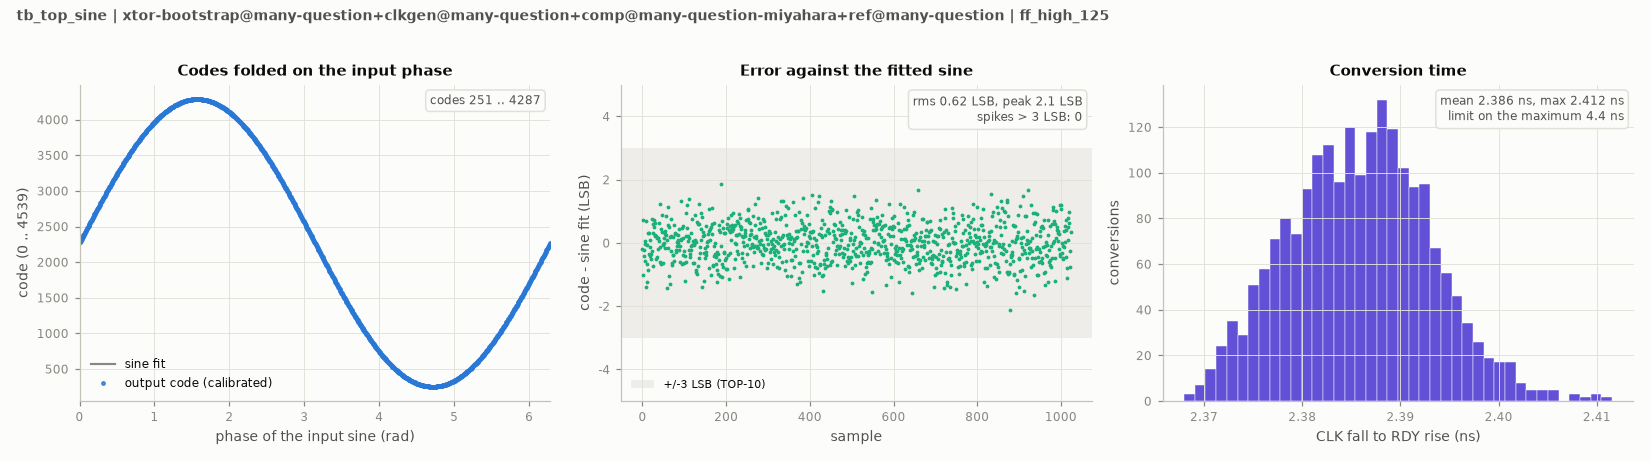 tb_top_sine | xtor-bootstrap@many-question+clkgen@many-question+comp@many-question-miyahara+ref@many-question | ff_high_125
Codes folded on the input phase
codes 251 .. 4287
code (0 .. 4539)
4000
3500
3000
2500
2000
1500
1000
500
sine fit
output code (calibrated)
0 1 2 3 4 5 6
phase of the input sine (rad)
Error against the fitted sine
rms 0.62 LSB, peak 2.1 LSB
spikes > 3 LSB: 0
code - sine fit (LSB)
4
2
0
-2
-4
+/-3 LSB (TOP-10)
0 200 400 600 800 1000
sample
Conversion time
mean 2.386 ns, max 2.412 ns
limit on the maximum 4.4 ns
conversions
120
100
80
60
40
20
0
2.37 2.38 2.39 2.40 2.41
CLK fall to RDY rise (ns)